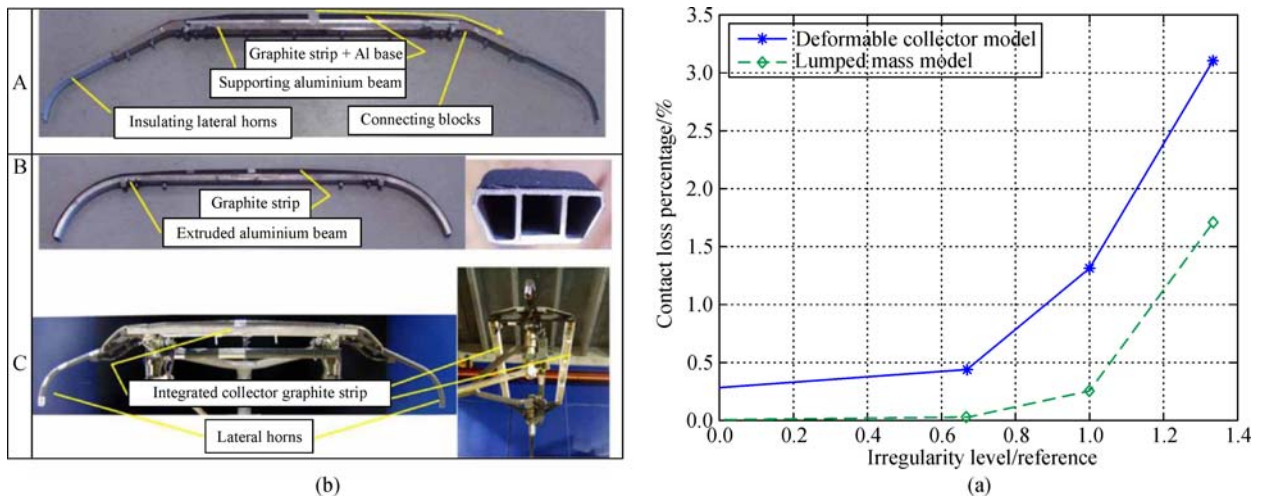 A
Graphite strip + Al base
Supporting aluminium beam
Insulating lateral horns
Connecting blocks
B
Graphite strip
Extruded aluminium beam
C
Integrated collector graphite strip
Lateral horns
(b)
3.5
3.0
2.5
2.0
1.5
1.0
0.5
0.0
Contact loss percentage/%
Deformable collector model
Lumped mass model
0.0 0.2 0.4 0.6 0.8 1.0 1.2 1.4
Irregularity level/reference
(a)